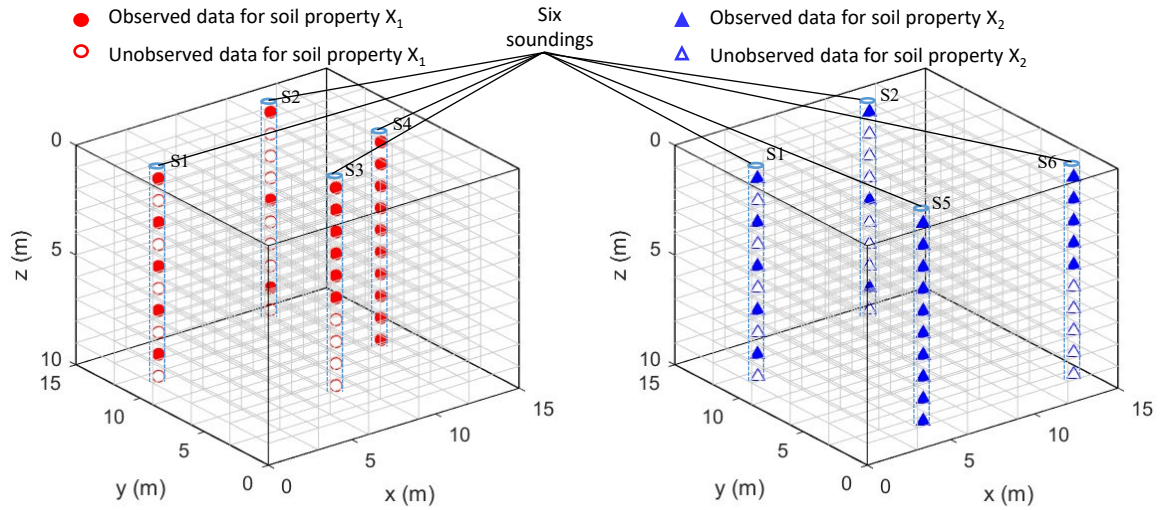 Observed data for soil property X₁
Unobserved data for soil property X₁
Six
soundings
Observed data for soil property X₂
Unobserved data for soil property X₂
S2
S4
S1
S3
0
5
10
15
10
5
0
0
5
10
15
z (m)
y (m)
x (m)
S2
S1
S6
S5
0
5
10
15
10
5
0
0
5
10
15
z (m)
y (m)
x (m)